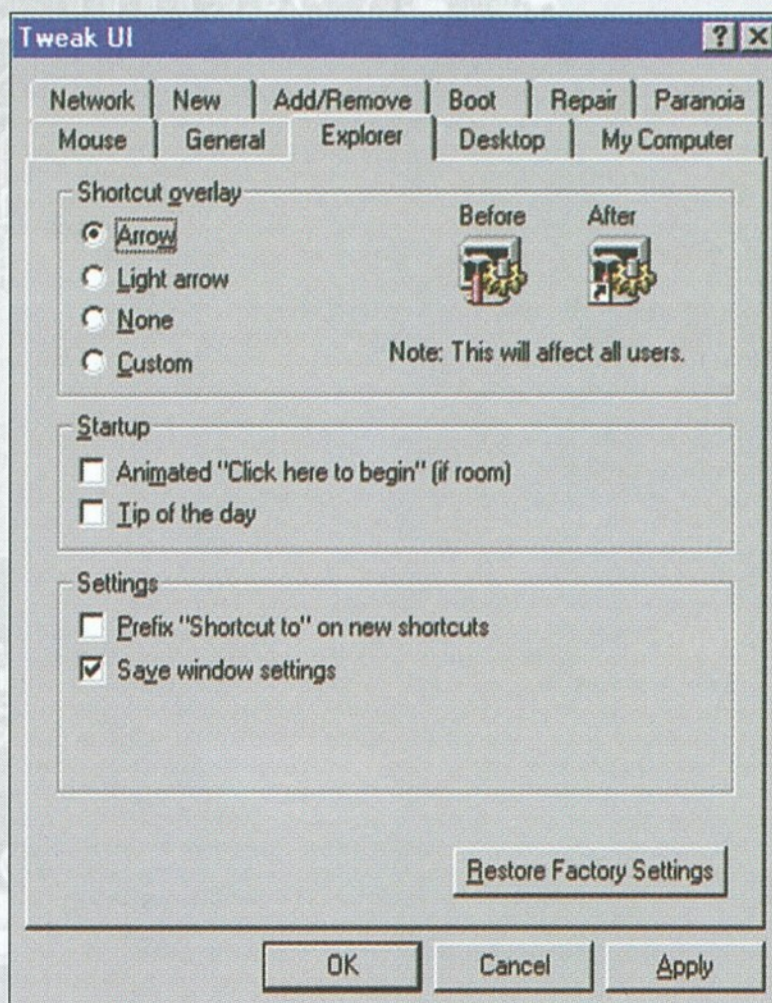 Tweak UI
Network New Add/Remove Boot Repair Paranoia
Mouse General Explorer Desktop My Computer
Shortcut overlay
Before After
Arrow
Light arrow
None
Custom
Note: This will affect all users.
Startup
Animated "Click here to begin" (if room)
Tip of the day
Settings
Prefix "Shortcut to" on new shortcuts
Save window settings
Restore Factory Settings
OK Cancel Apply